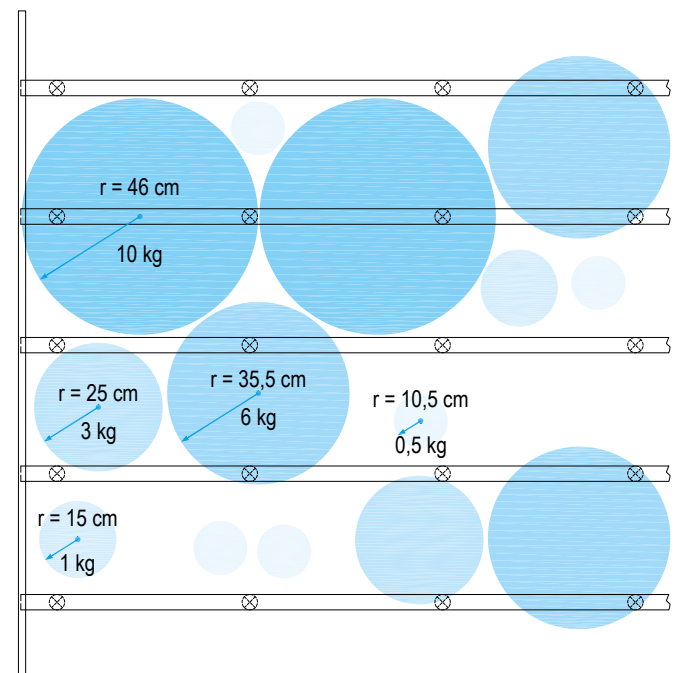 r = 46 cm
10 kg
r = 25 cm
3 kg
r = 35,5 cm
6 kg
r = 10,5 cm
0,5 kg
r = 15 cm
1 kg